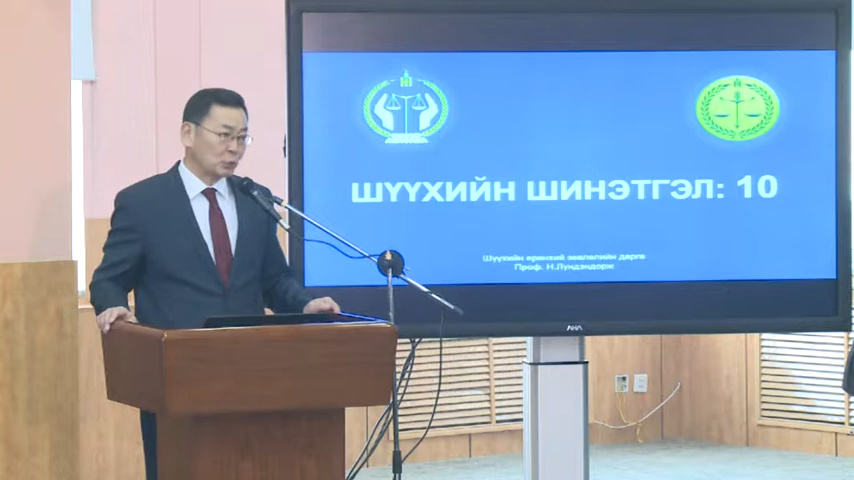 ШҮҮХИЙН ШИНЭТГЭЛ: 10
Шүүхийн ерөнхий зөвлөлийн дарга
Проф. Н.Лүндэндорж